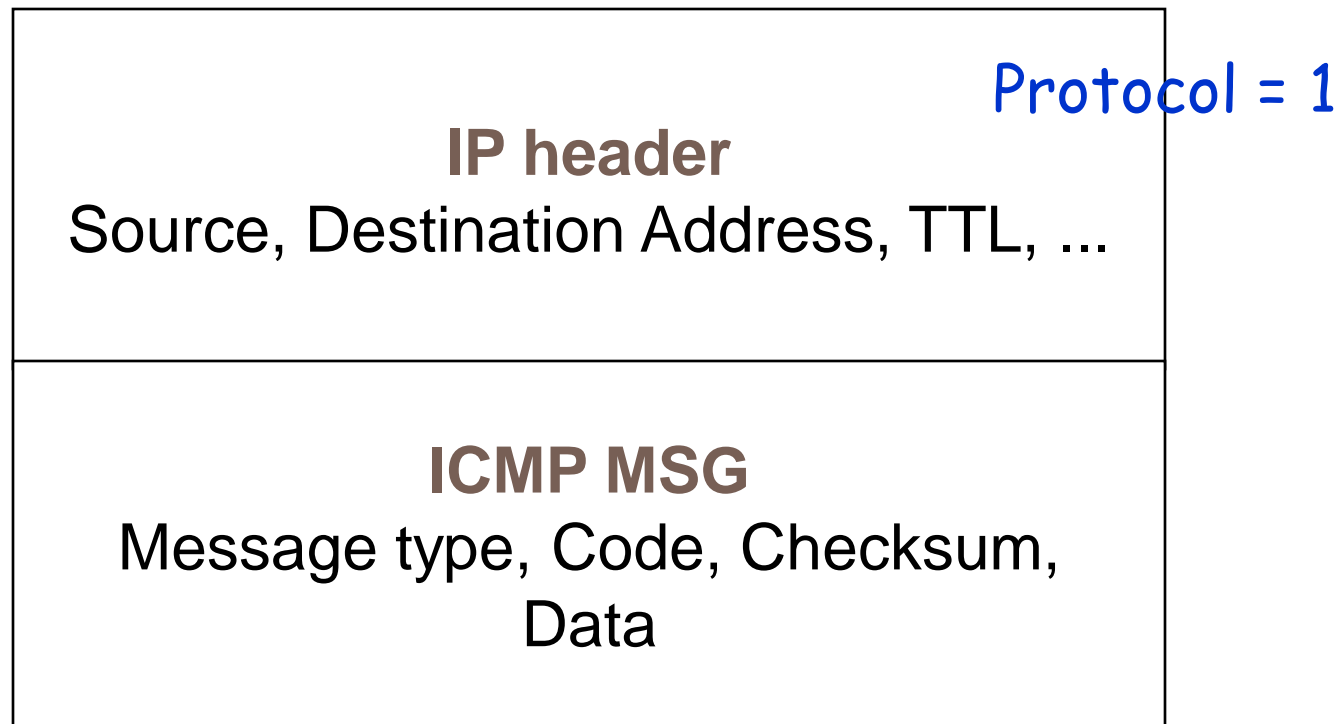 Protocol = 1
IP header
Source, Destination Address, TTL, ...
ICMP MSG
Message type, Code, Checksum,
Data